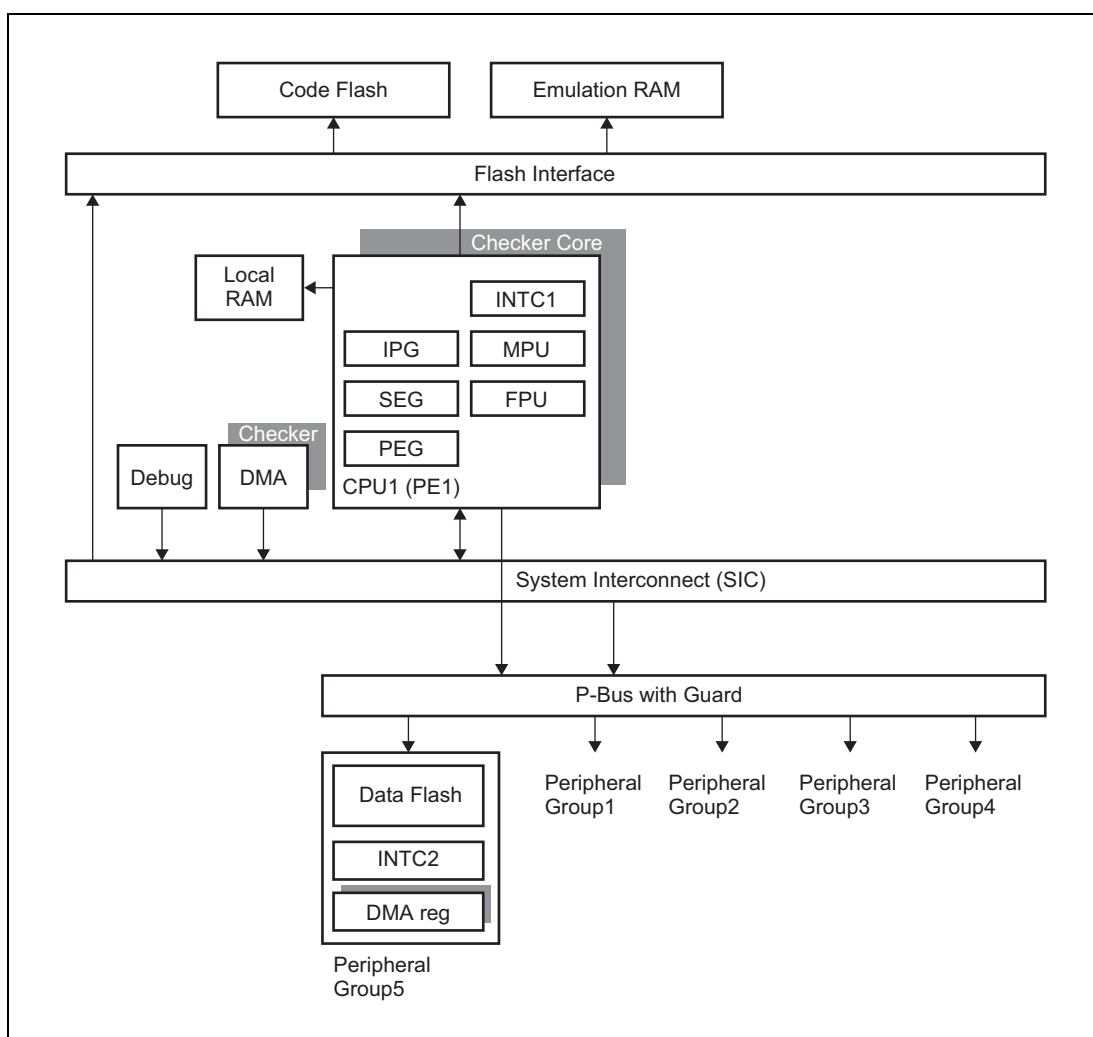 Code Flash
Emulation RAM
Flash Interface
Checker Core
Local
RAM
INTC1
IPG
MPU
SEG
FPU
Checker
PEG
Debug
DMA
CPU1 (PE1)
System Interconnect (SIC)
P-Bus with Guard
Data Flash
INTC2
DMA reg
Peripheral
Group5
Peripheral
Group1
Peripheral
Group2
Peripheral
Group3
Peripheral
Group4